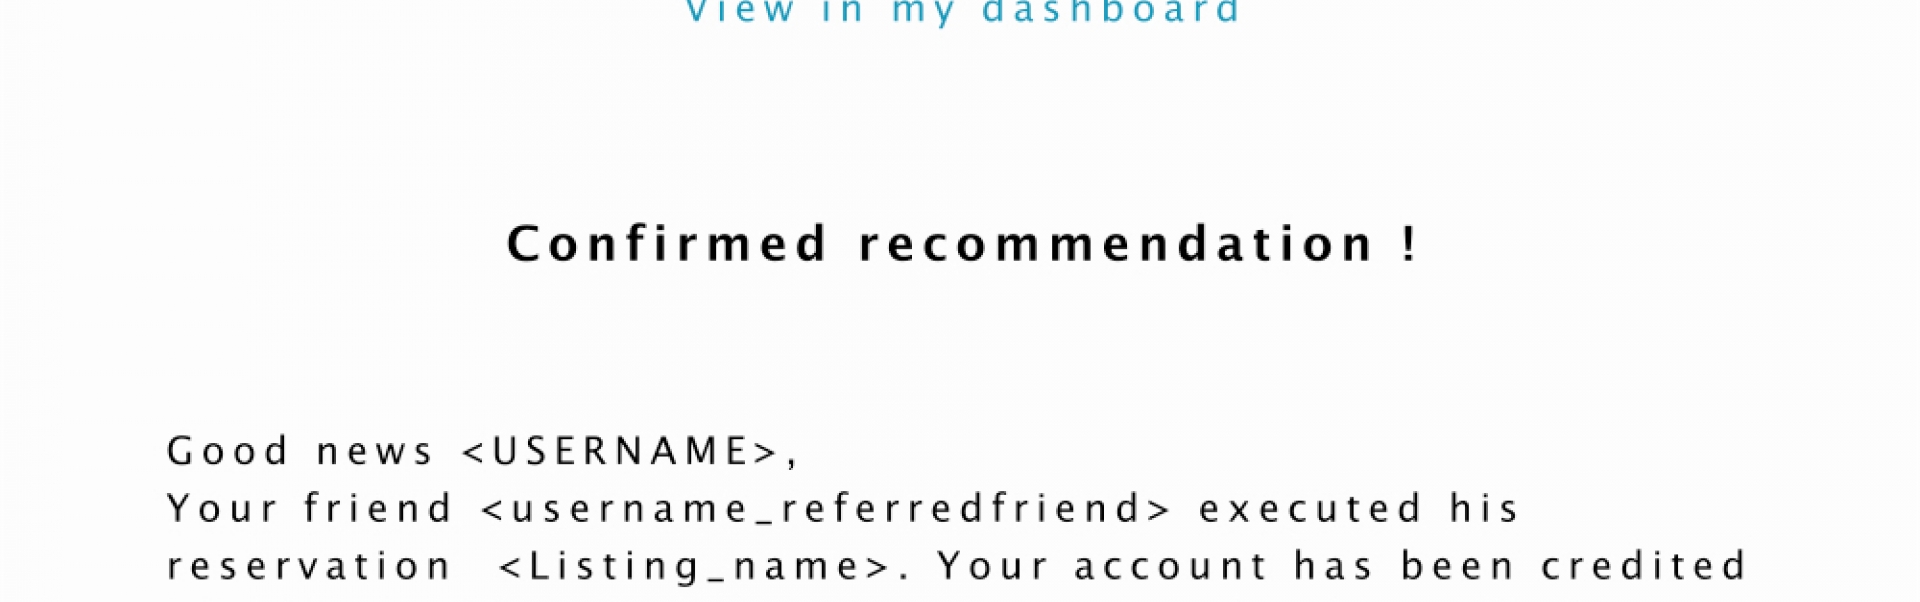 View in my dashboard
Confirmed recommendation !
Good news <USERNAME>,
Your friend <username_referredfriend> executed his
reservation <Listing_name>. Your account has been credited